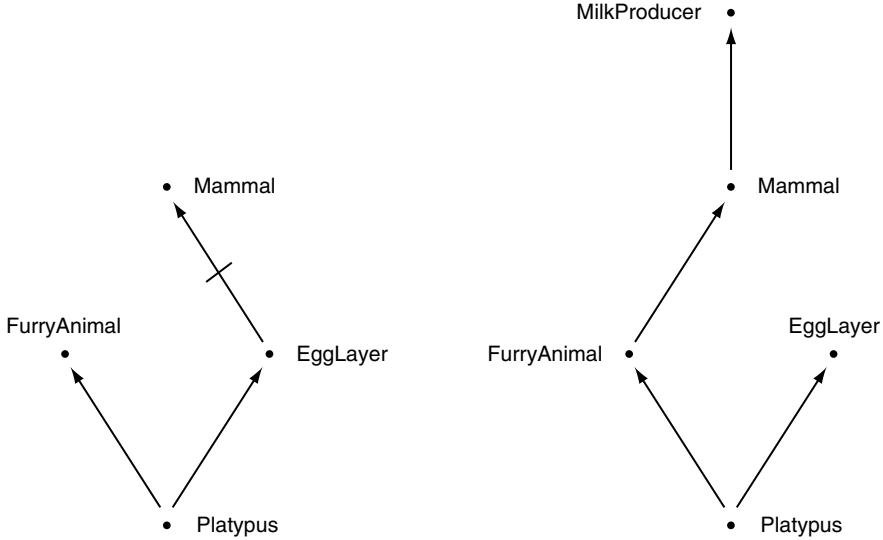 Mammal
FurryAnimal
EggLayer
Platypus
MilkProducer
Mammal
EggLayer
FurryAnimal
Platypus